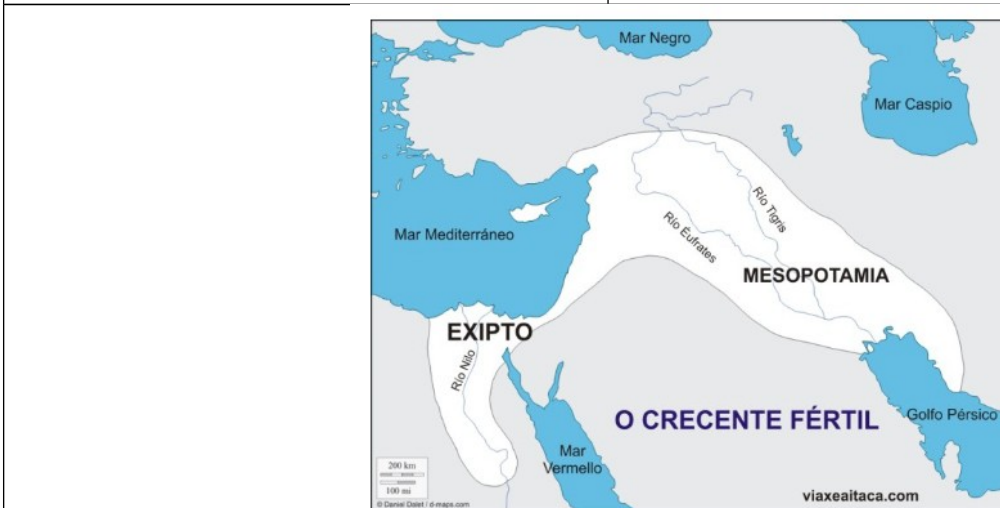 Mar Negro
Mar Caspio
Río Tigris
Mar Mediterráneo
Río Éufrates
MESOPOTAMIA
EXIPTO
Río Nilo
O CRECENTE FÉRTIL
Golfo Pérsico
Mar
Vermello
200 km
100 mi
© Daniel Dalet / d-maps.com
viaxeaitaca.com